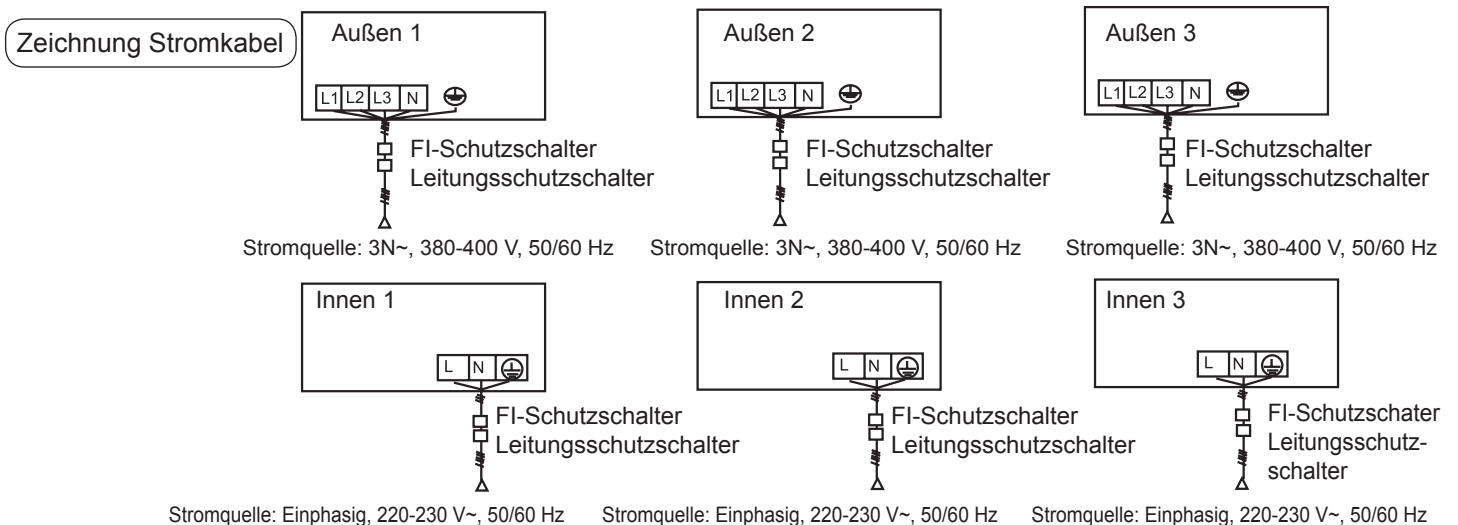 Zeichnung Stromkabel
Außen 1
L1 L2 L3 N
FI-Schutzschalter
Leitungsschutzschalter
Stromquelle: 3N~, 380-400 V, 50/60 Hz
Außen 2
L1 L2 L3 N
FI-Schutzschalter
Leitungsschutzschalter
Stromquelle: 3N~, 380-400 V, 50/60 Hz
Außen 3
L1 L2 L3 N
FI-Schutzschalter
Leitungsschutzschalter
Stromquelle: 3N~, 380-400 V, 50/60 Hz
Innen 1
L N
FI-Schutzschalter
Leitungsschutzschalter
Stromquelle: Einphasig, 220-230 V~, 50/60 Hz
Innen 2
L N
FI-Schutzschalter
Leitungsschutzschalter
Stromquelle: Einphasig, 220-230 V~, 50/60 Hz
Innen 3
L N
FI-Schutzschater
Leitungsschutz-
schalter
Stromquelle: Einphasig, 220-230 V~, 50/60 Hz